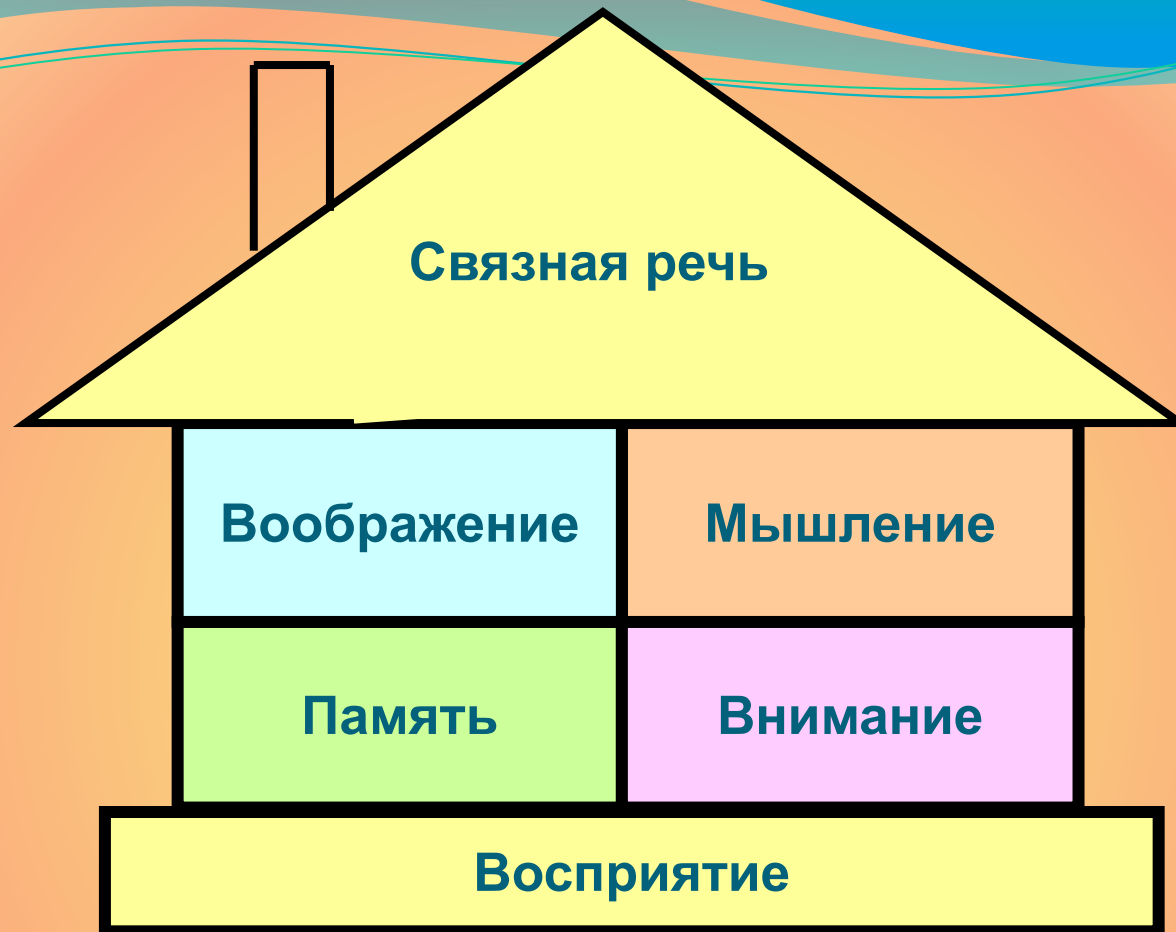 Связная речь
Воображение
Мышление
Память
Внимание
Восприятие